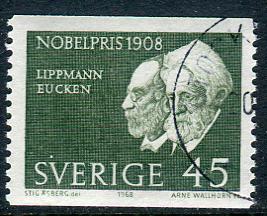 NOBELPRIS 1908
LIPPMANN
EUCKEN
SVERIGE 45
STIG ÅSBERG del 1968 ARNE WALLHORN sc